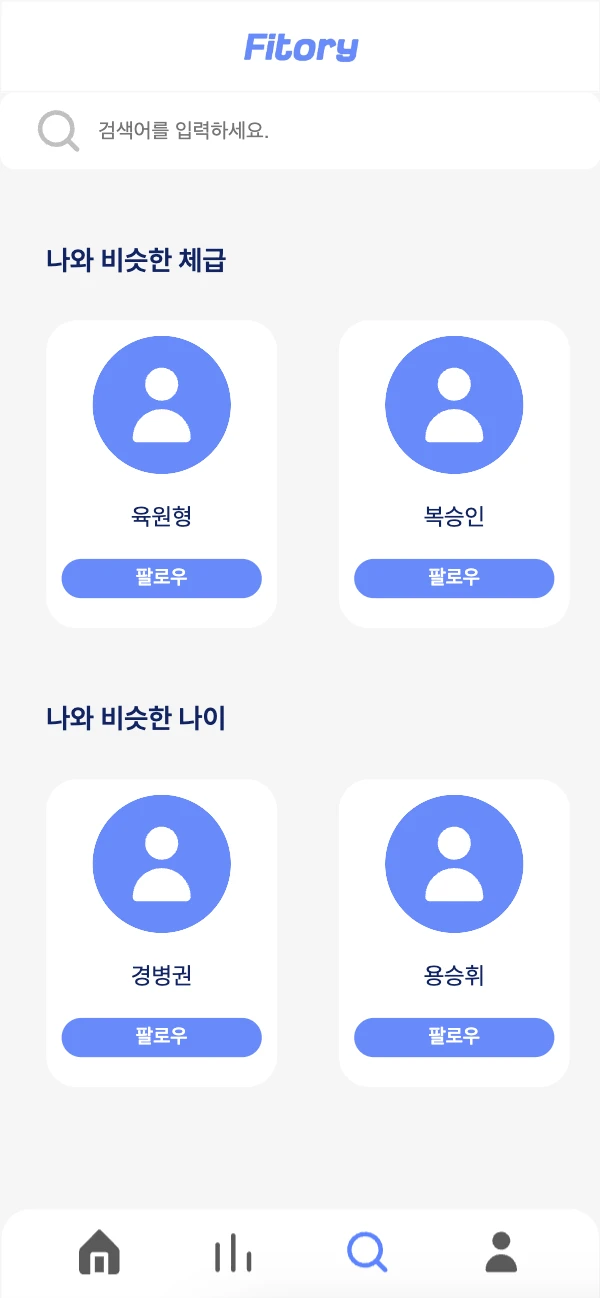 Fitory
검색어를 입력하세요.
나와 비슷한 체급
육원형
복승인
팔로우
팔로우
나와 비슷한 나이
경병권
용승휘
팔로우
팔로우